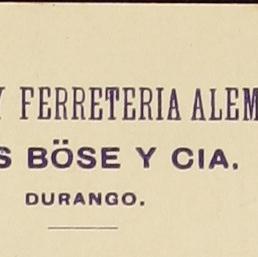 Y FERRETERIA ALEM
S BÖSE Y CIA.
DURANGO.